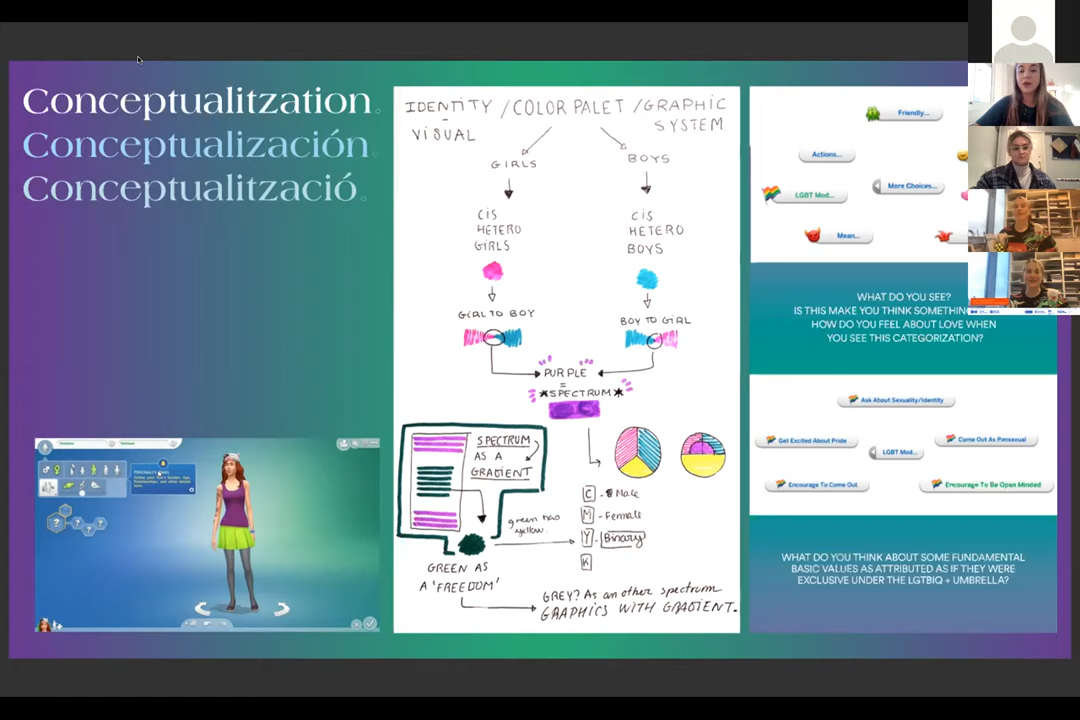 Conceptualitzation.
Conceptualización.
Conceptualització.
IDENTITY / COLOR PALET / GRAPHIC
VISUAL
SYSTEM
GIRLS
BOYS
CIS
HETERO
GIRLS
CIS
HETERO
BOYS
GIRL TO BOY
BOY TO GIRL
PURPLE
=
*SPECTRUM*
SPECTRUM
AS A
GRADIENT
green has
yellow.
GREEN AS
A 'FREEDOM'
C - Male
M - Female
Y - Binary
K
GREY? As an other spectrum
GRAPHICS WITH GRADIENT.
Friendly...
Actions...
LGBT Mod...
More Choices...
Mean...
WHAT DO YOU SEE?
IS THIS MAKE YOU THINK SOMETHIN
HOW DO YOU FEEL ABOUT LOVE WHEN
YOU SEE THIS CATEGORIZATION?
Ask About Sexuality/Identity
Get Excited About Pride
Come Out As Pansexual
LGBT Mod...
Encourage To Come Out
Encourage To Be Open Minded
WHAT DO YOU THINK ABOUT SOME FUNDAMENTAL
BASIC VALUES AS ATTRIBUTED AS IF THEY WERE
EXCLUSIVE UNDER THE LGTBIQ + UMBRELLA?